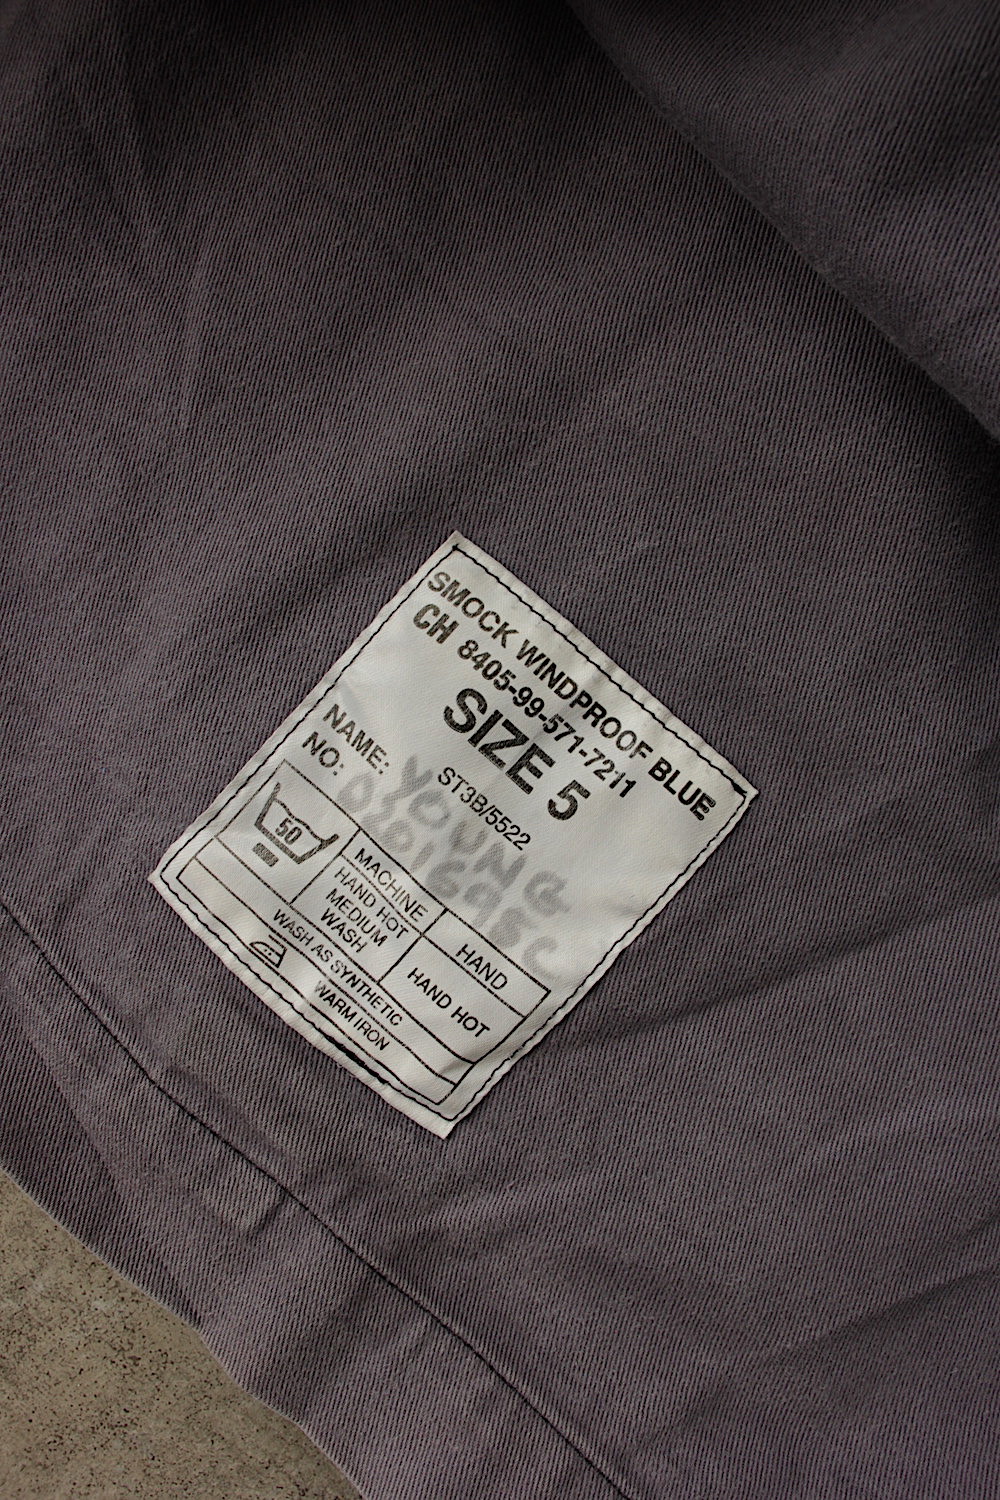 SMOCK WINDPROOF BLUE
CH 8405-99-571-7211
SIZE 5
ST3B/5522
NAME: YOUNG
NO:
50
MACHINE
HAND HOT
MEDIUM
WASH
HAND
HAND HOT
WASH AS SYNTHETIC
WARM IRON